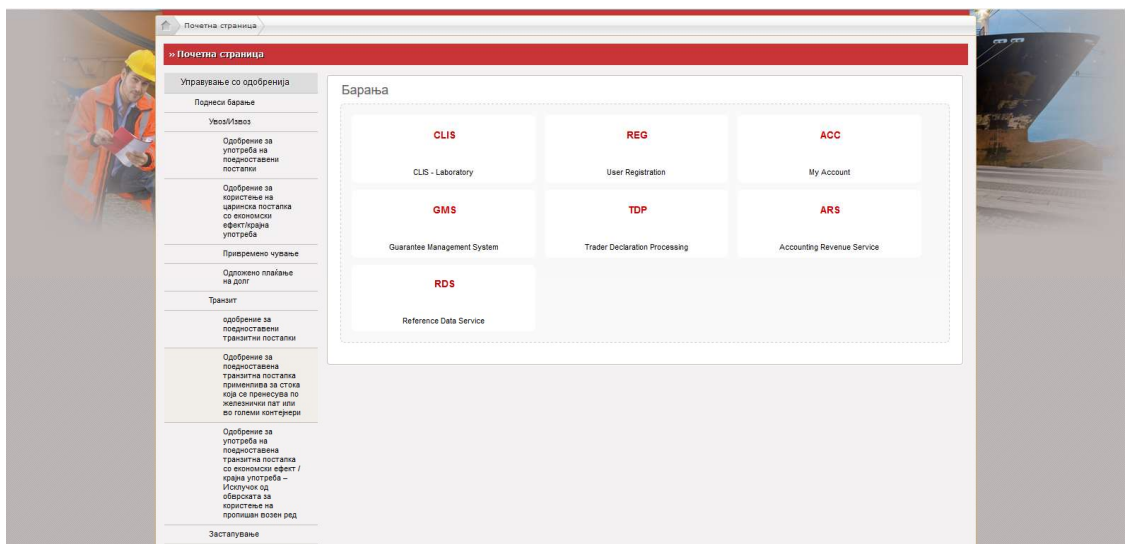 Почетна страница
» Почетна страница
Управување со одобренија
Поднеси барање
Увоз/Извоз
Одобрение за
употреба на
поедноставени
постапки
Одобрение за
користење на
царинска постапка
со економски
ефект/крајна
употреба
Привремено чување
Одложено плаќање
на долг
Транзит
одобрение за
поедноставени
транзитни постапки
Одобрение за
поедноставена
транзитна постапка
применлива за стока
која се пренесува по
железнички пат или
во големи контејнери
Одобрение за
употреба на
поедноставена
транзитна постапка
со економски ефект /
крајна употреба –
Исклучок од
обврската за
користење на
пропишан возен ред
Застапување
Барања
CLIS
CLIS - Laboratory
REG
User Registration
ACC
My Account
GMS
Guarantee Management System
TDP
Trader Declaration Processing
ARS
Accounting Revenue Service
RDS
Reference Data Service